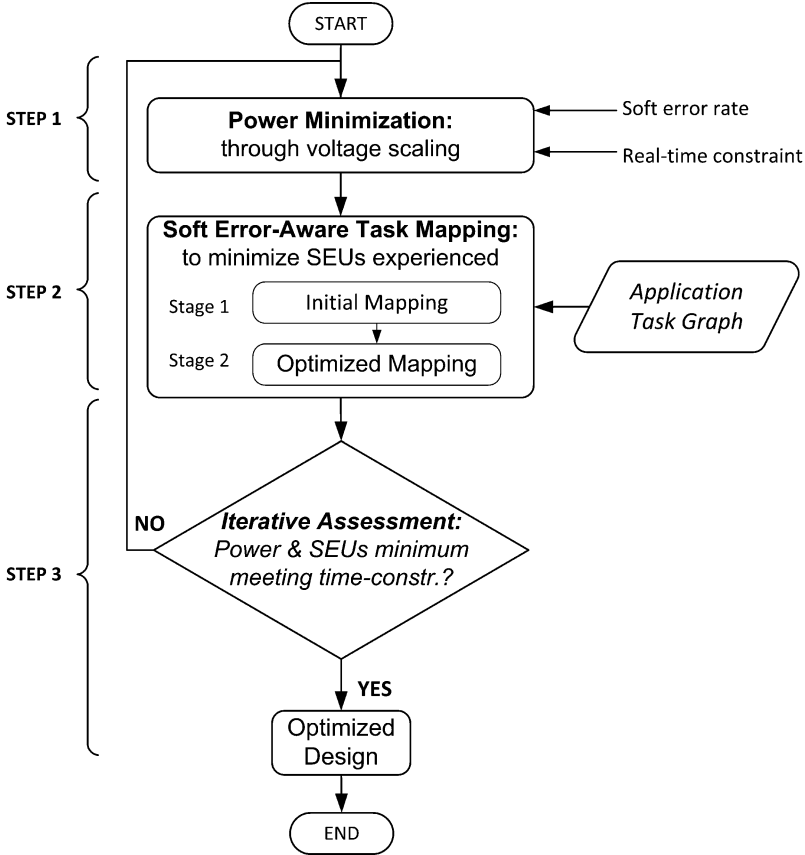 START
STEP 1
Power Minimization:
through voltage scaling
Soft error rate
Real-time constraint
STEP 2
Soft Error-Aware Task Mapping:
to minimize SEUs experienced
Stage 1
Initial Mapping
Stage 2
Optimized Mapping
Application
Task Graph
STEP 3
NO
Iterative Assessment:
Power & SEUs minimum
meeting time-constr.?
YES
Optimized
Design
END